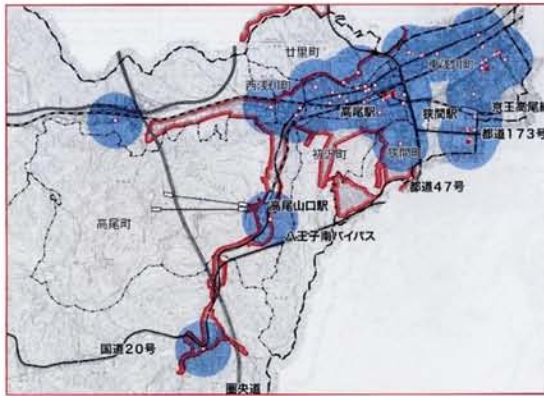 廿里町
東浅川町
西浅川町
京王高尾線
高尾駅
狭間駅
都道173号
初沢町
狭間町
都道47号
高尾山口駅
高尾町
八王子南バイパス
国道20号
圏央道